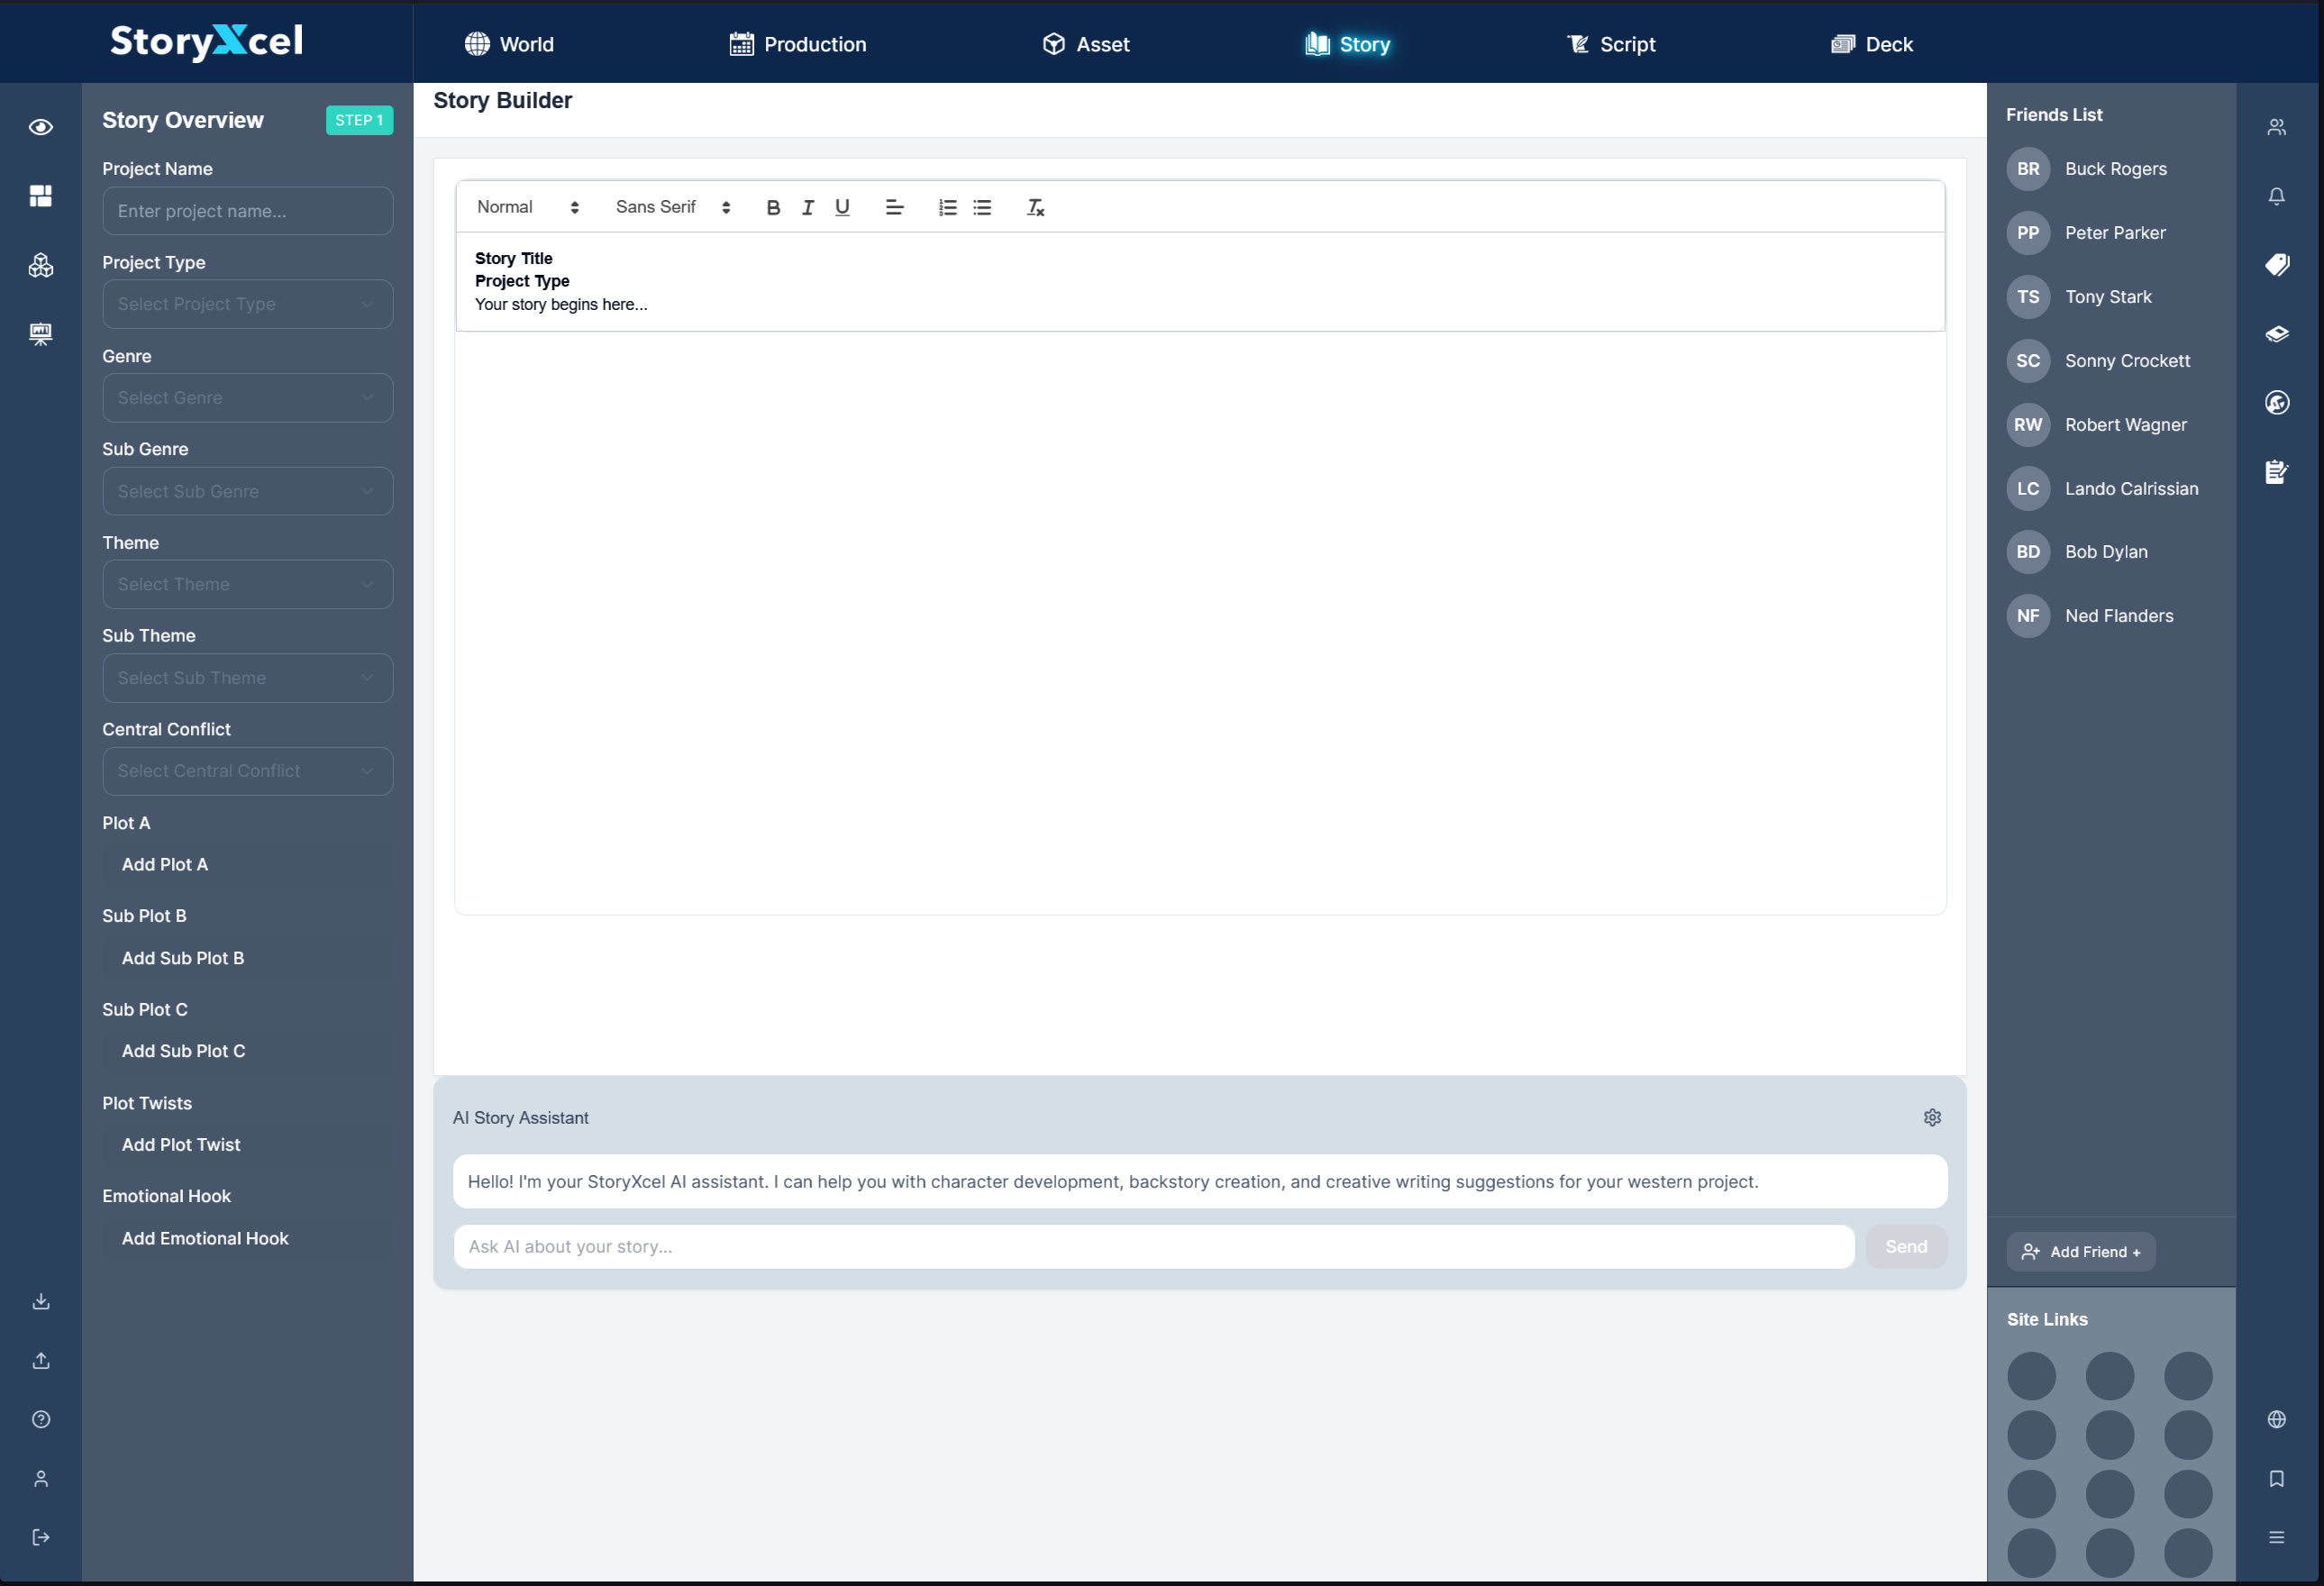 StoryXcel
World
Production
Asset
Story
Script
Deck
Story Overview
STEP 1
Project Name
Enter project name...
Project Type
Select Project Type
Genre
Select Genre
Sub Genre
Select Sub Genre
Theme
Select Theme
Sub Theme
Select Sub Theme
Central Conflict
Select Central Conflict
Plot A
Add Plot A
Sub Plot B
Add Sub Plot B
Sub Plot C
Add Sub Plot C
Plot Twists
Add Plot Twist
Emotional Hook
Add Emotional Hook
Story Builder
Normal
Sans Serif
Story Title
Project Type
Your story begins here...
AI Story Assistant
Hello! I'm your StoryXcel AI assistant. I can help you with character development, backstory creation, and creative writing suggestions for your western project.
Ask AI about your story...
Send
Friends List
BR Buck Rogers
PP Peter Parker
TS Tony Stark
SC Sonny Crockett
RW Robert Wagner
LC Lando Calrissian
BD Bob Dylan
NF Ned Flanders
Add Friend +
Site Links